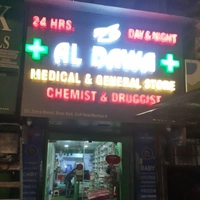 24 HRS. DAY & NIGHT
AL DAWA
MEDICAL & GENERAL STORE
CHEMIST & DRUGGIST